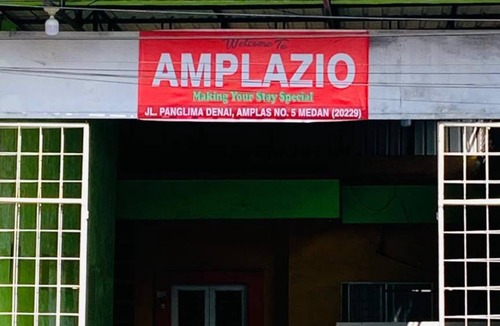 Welcome To
AMPLAZIO
Making Your Stay Special
JL. PANGLIMA DENAI, AMPLAS NO. 5 MEDAN (20229)